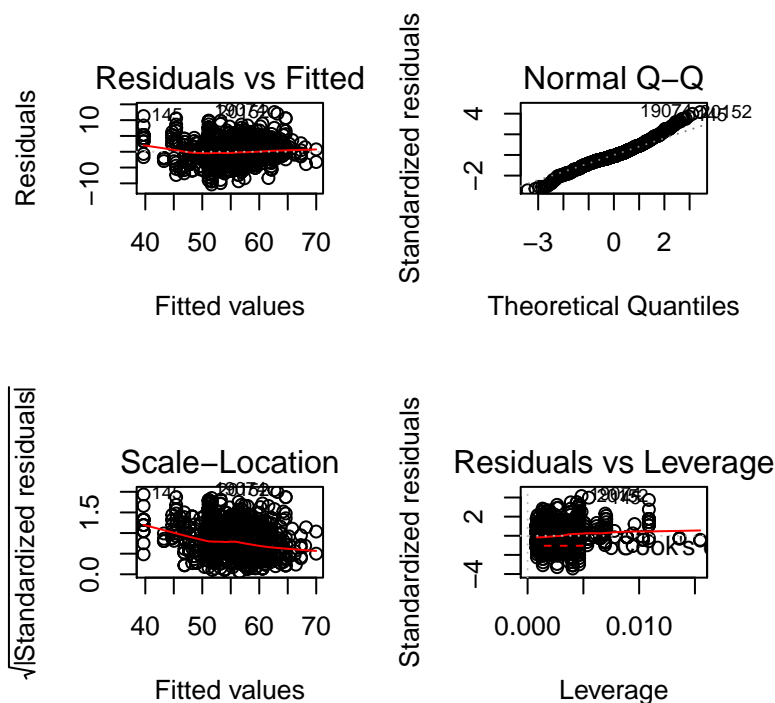 Residuals vs Fitted
Residuals
10
−10
145
40 50 60 70
Fitted values
Normal Q−Q
Standardized residuals
4
−2
−3 0 2
Theoretical Quantiles
Scale−Location
√|Standardized residuals|
1.5
0.0
145
40 50 60 70
Fitted values
Residuals vs Leverage
Standardized residuals
2
−4
Cook's
0.000 0.010
Leverage